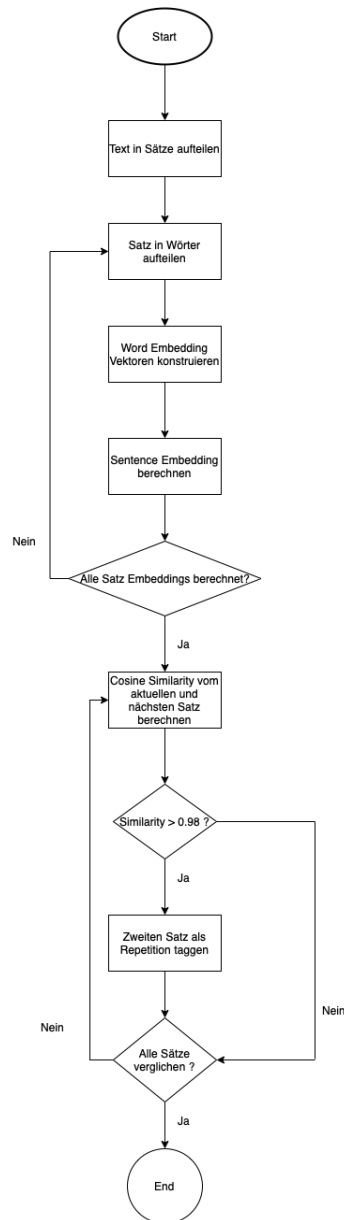 Start
Text in Sätze aufteilen
Satz in Wörter
aufteilen
Word Embedding
Vektoren konstruieren
Sentence Embedding
berechnen
Nein
Alle Satz Embeddings berechnet?
Ja
Cosine Similarity vom
aktuellen und
nächsten Satz
berechnen
Similarity > 0.98 ?
Ja
Zweiten Satz als
Repetition taggen
Nein
Nein
Alle Sätze
verglichen ?
Ja
End